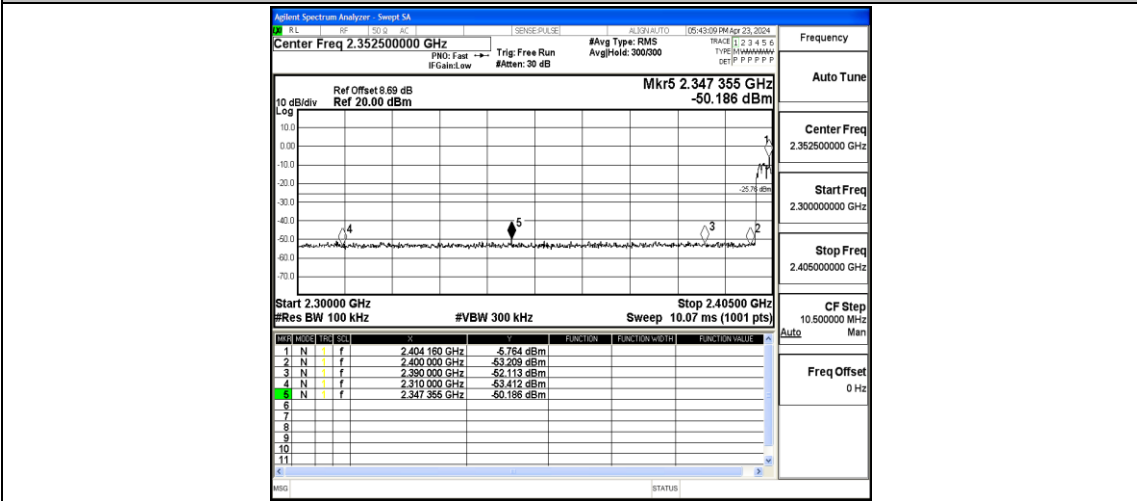 Agilent Spectrum Analyzer - Swept SA
RL RF 50 Ω AC SENSE:PULSE ALIGN AUTO 05:43:09 PM Apr 23, 2024
Center Freq 2.352500000 GHz
PNO: Fast
IFGain:Low
Trig: Free Run
#Atten: 30 dB
#Avg Type: RMS
Avg|Hold: 300/300
TRACE 1 2 3 4 5 6
TYPE M
DET P P P P P P
Frequency
Auto Tune
Center Freq
2.352500000 GHz
Start Freq
2.300000000 GHz
Stop Freq
2.405000000 GHz
CF Step
10.500000 MHz
Auto Man
Freq Offset
0 Hz
Mkr5 2.347 355 GHz
-50.186 dBm
Ref Offset 8.69 dB
10 dB/div Ref 20.00 dBm
Log
10.0
0.00
-10.0
-20.0
-30.0
-40.0
-50.0
-60.0
-70.0
1
-25.76 dBm
4 5 3 2
Start 2.30000 GHz Stop 2.40500 GHz
#Res BW 100 kHz #VBW 300 kHz Sweep 10.07 ms (1001 pts)
MKR MODE TRC SCL X Y FUNCTION FUNCTION WIDTH FUNCTION VALUE
1 N 1 f 2.404 160 GHz -5.764 dBm
2 N 1 f 2.400 000 GHz -53.209 dBm
3 N 1 f 2.390 000 GHz -52.113 dBm
4 N 1 f 2.310 000 GHz -53.412 dBm
5 N 1 f 2.347 355 GHz -50.186 dBm
6
7
8
9
10
11
MSG STATUS